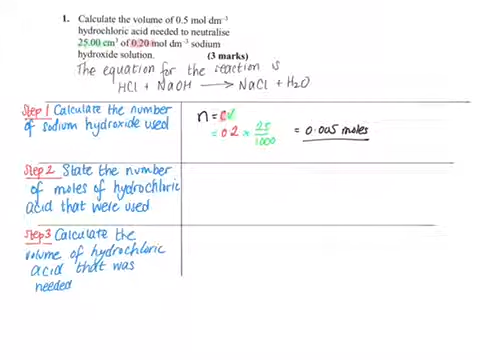 1. Calculate the volume of 0.5 mol dm⁻³
hydrochloric acid needed to neutralise
25.00 cm³ of 0.20 mol dm⁻³ sodium
hydroxide solution. (3 marks)
The equation for the reaction is
HCl + NaOH → NaCl + H₂O
Step 1 Calculate the number
of sodium hydroxide used
n = cv
= 0.2 × 25/1000 = 0.005 moles
Step 2 State the number
of moles of hydrochloric
acid that were used
Step 3 Calculate the
volume of hydrochloric
acid that was
needed